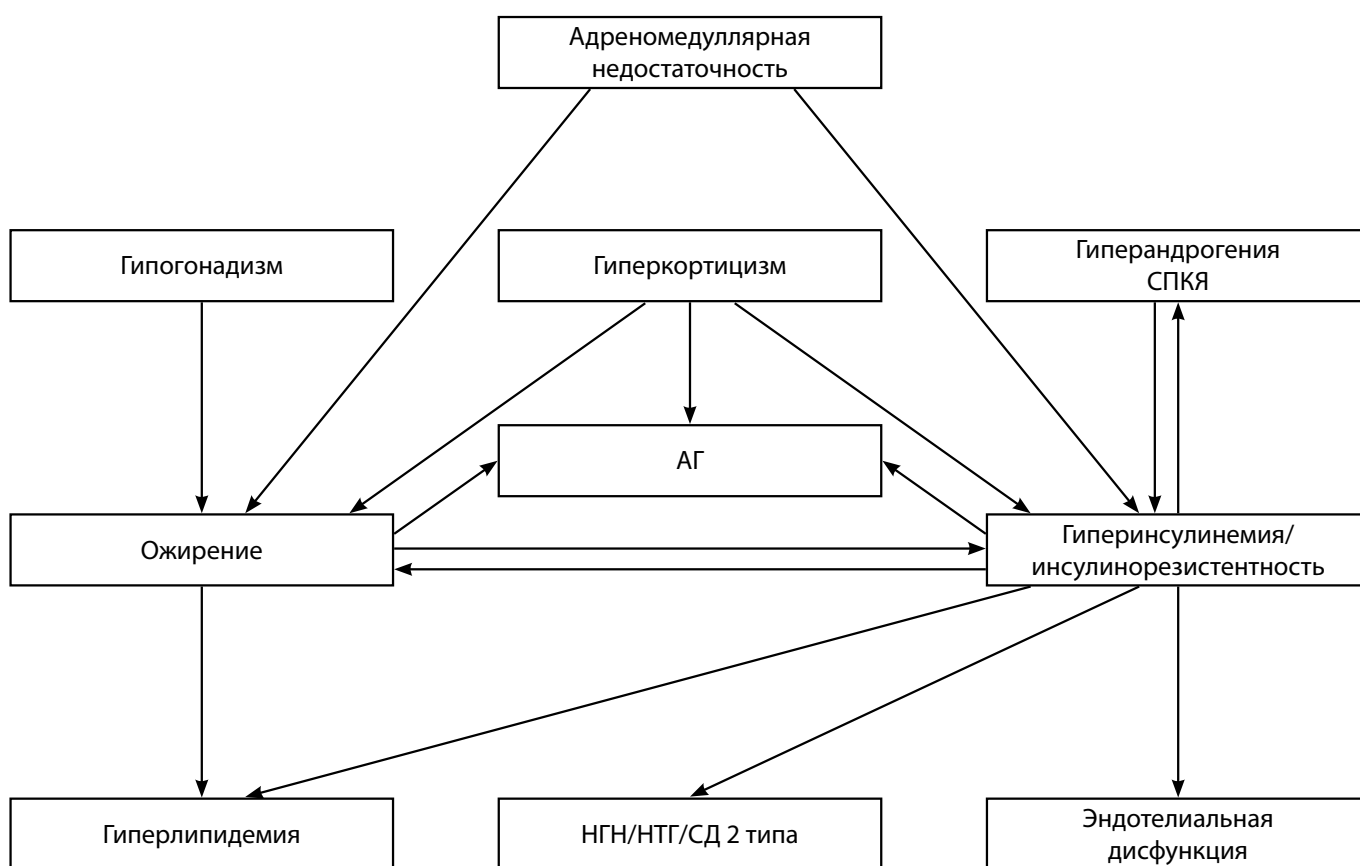 Адреномедуллярная
недостаточность
Гипогонадизм
Гиперкортицизм
Гиперандрогения
СПКЯ
АГ
Ожирение
Гиперинсулинемия/
инсулинорезистентность
Гиперлипидемия
НГН/НТГ/СД 2 типа
Эндотелиальная
дисфункция